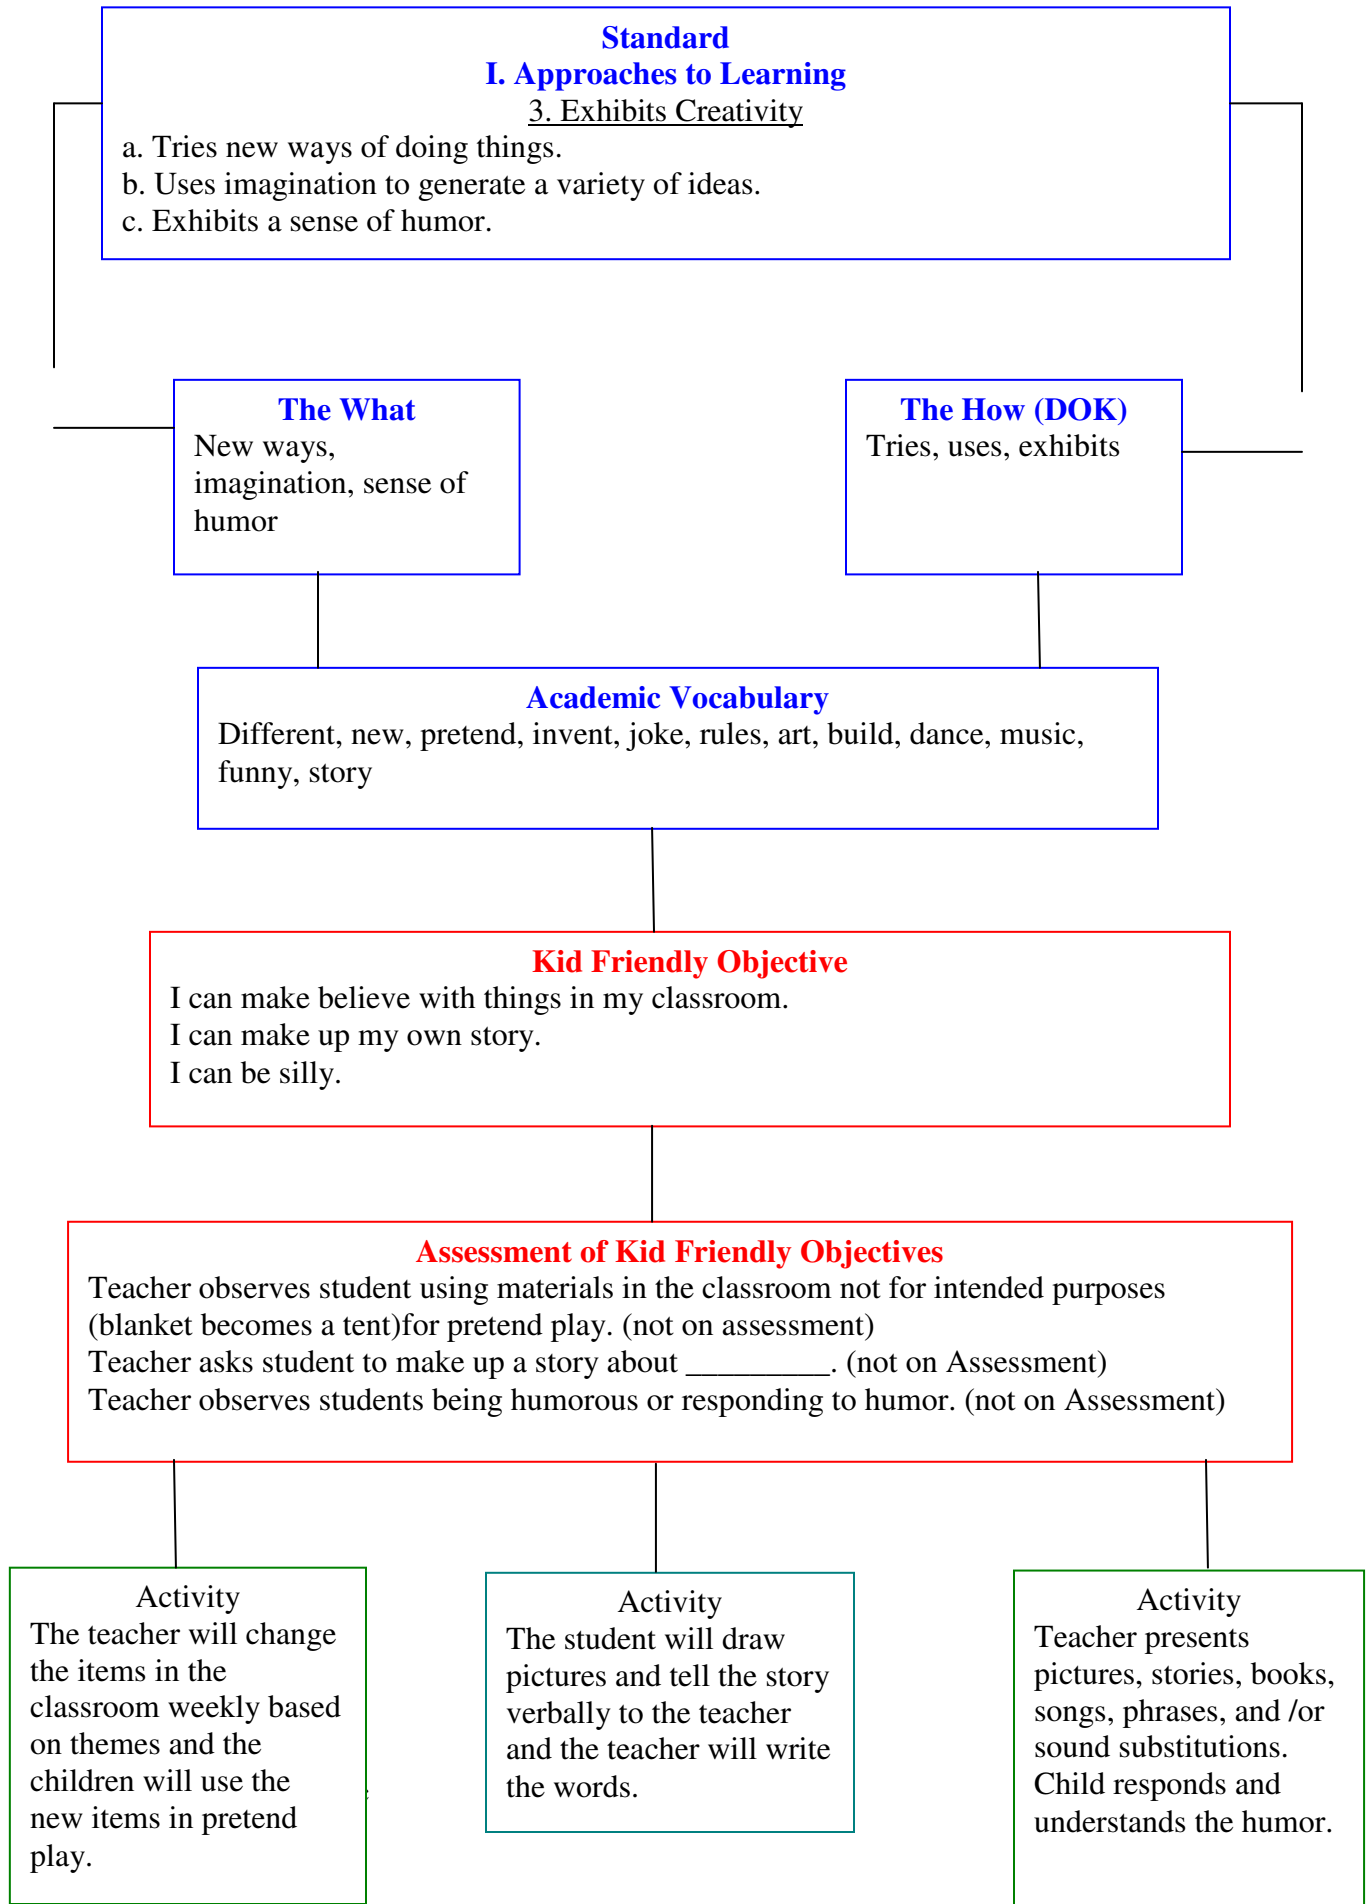 Standard
I. Approaches to Learning
3. Exhibits Creativity
a. Tries new ways of doing things.
b. Uses imagination to generate a variety of ideas.
c. Exhibits a sense of humor.
The What
New ways,
imagination, sense of
humor
The How (DOK)
Tries, uses, exhibits
Academic Vocabulary
Different, new, pretend, invent, joke, rules, art, build, dance, music,
funny, story
Kid Friendly Objective
I can make believe with things in my classroom.
I can make up my own story.
I can be silly.
Assessment of Kid Friendly Objectives
Teacher observes student using materials in the classroom not for intended purposes
(blanket becomes a tent)for pretend play. (not on assessment)
Teacher asks student to make up a story about _________. (not on Assessment)
Teacher observes students being humorous or responding to humor. (not on Assessment)
Activity
The teacher will change
the items in the
classroom weekly based
on themes and the
children will use the
new items in pretend
play.
Activity
The student will draw
pictures and tell the story
verbally to the teacher
and the teacher will write
the words.
Activity
Teacher presents
pictures, stories, books,
songs, phrases, and /or
sound substitutions.
Child responds and
understands the humor.